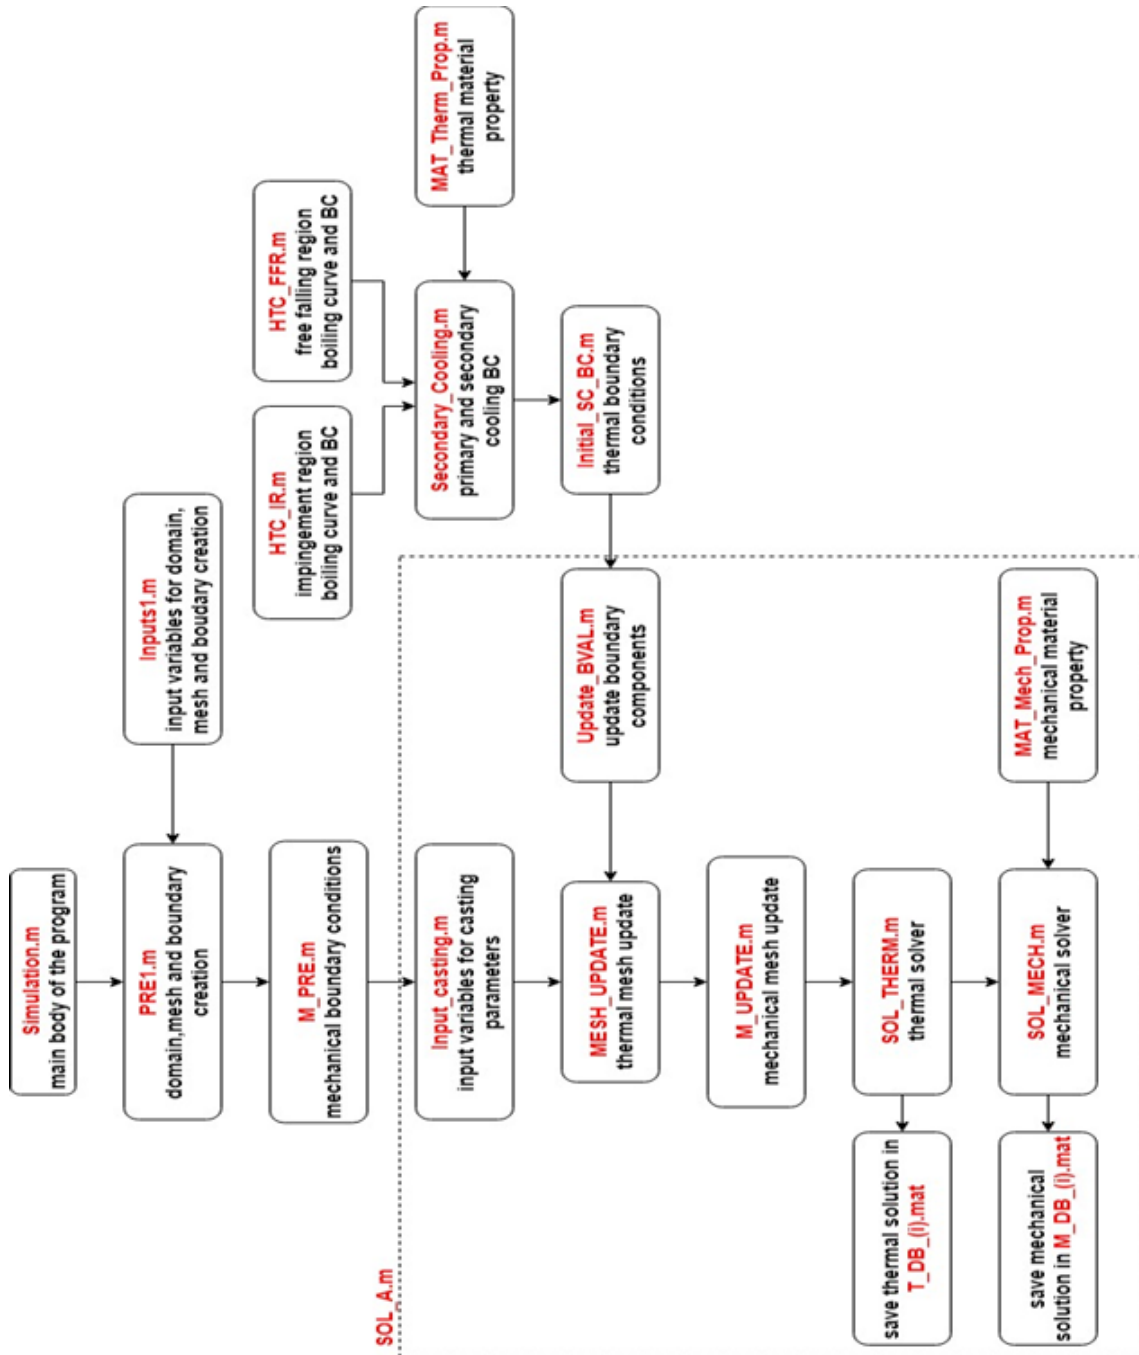 Simulation.m
main body of the program
Inputs1.m
input variables for domain,
mesh and boudary creation
PRE1.m
domain,mesh and boundary
creation
M_PRE.m
mechanical boundary conditions
HTC_IR.m
impingement region
boiling curve and BC
HTC_FFR.m
free falling region
boiling curve and BC
MAT_Therm_Prop.m
thermal material
property
Secondary_Cooling.m
primary and secondary
cooling BC
Initial_SC_BC.m
thermal boundary
conditions
SOL_A.m
Input_casting.m
input variables for casting
parameters
Update_BVAL.m
update boundary
components
MESH_UPDATE.m
thermal mesh update
M_UPDATE.m
mechanical mesh update
SOL_THERM.m
thermal solver
save thermal solution in
T_DB_(i).mat
MAT_Mech_Prop.m
mechanical material
property
SOL_MECH.m
mechanical solver
save mechanical
solution in M_DB_(i).mat